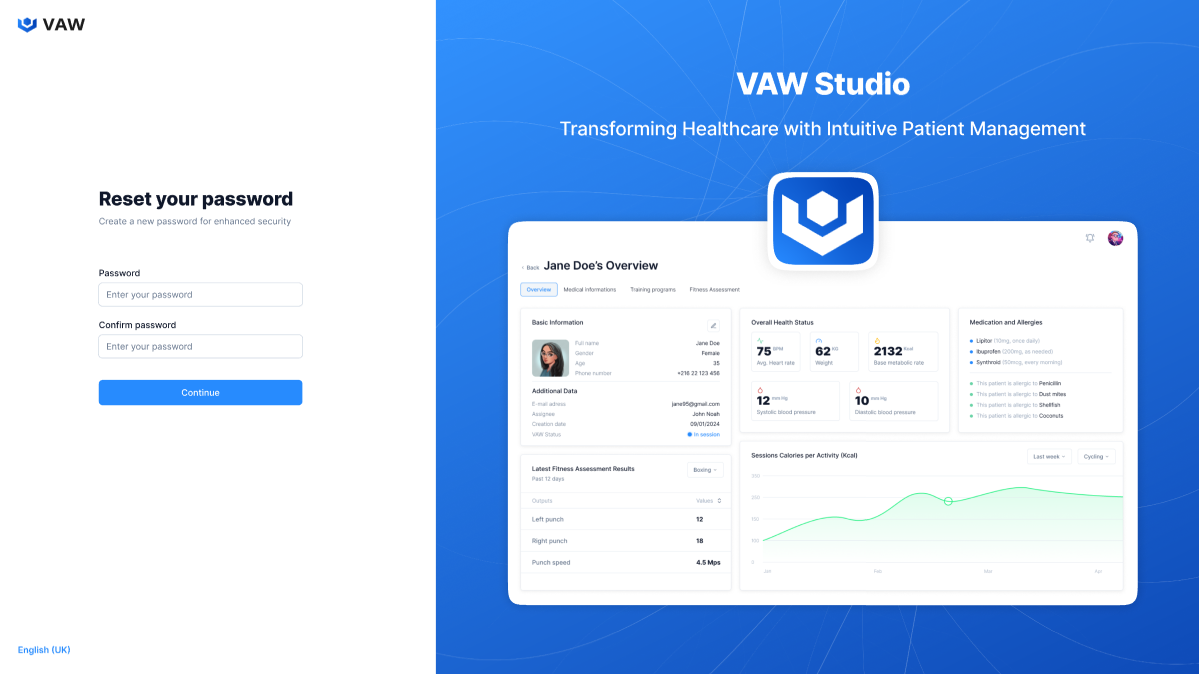 VAW
Reset your password
Create a new password for enhanced security
Password
Enter your password
Confirm password
Enter your password
Continue
English (UK)
VAW Studio
Transforming Healthcare with Intuitive Patient Management
Back
Jane Doe's Overview
Overview
Medical informations
Training programs
Fitness Assessment
Basic Information
Full name
Jane Doe
Gender
Female
Age
35
Phone number
+216 22 123 456
Additional Data
E-mail adress
jane95@gmail.com
Assignee
John Noah
Creation date
09/01/2024
VAW Status
In session
Overall Health Status
75 BPM
Avg. Heart rate
62 KG
Weight
2132 Kcal
Base metabolic rate
12 mm Hg
Systolic blood pressure
10 mm Hg
Diastolic blood pressure
Medication and Allergies
Lipitor (10mg, once daily)
Ibuprofen (200mg, as needed)
Synthroid (50mcg, every morning)
This patient is allergic to Penicillin
This patient is allergic to Dust mites
This patient is allergic to Shellfish
This patient is allergic to Coconuts
Latest Fitness Assessment Results
Past 12 days
Boxing
Outputs
Values
Left punch
12
Right punch
18
Punch speed
4.5 Mps
Sessions Calories per Activity (Kcal)
Last week
Cycling
300
200
150
100
0
Jan
Feb
Mar
Apr